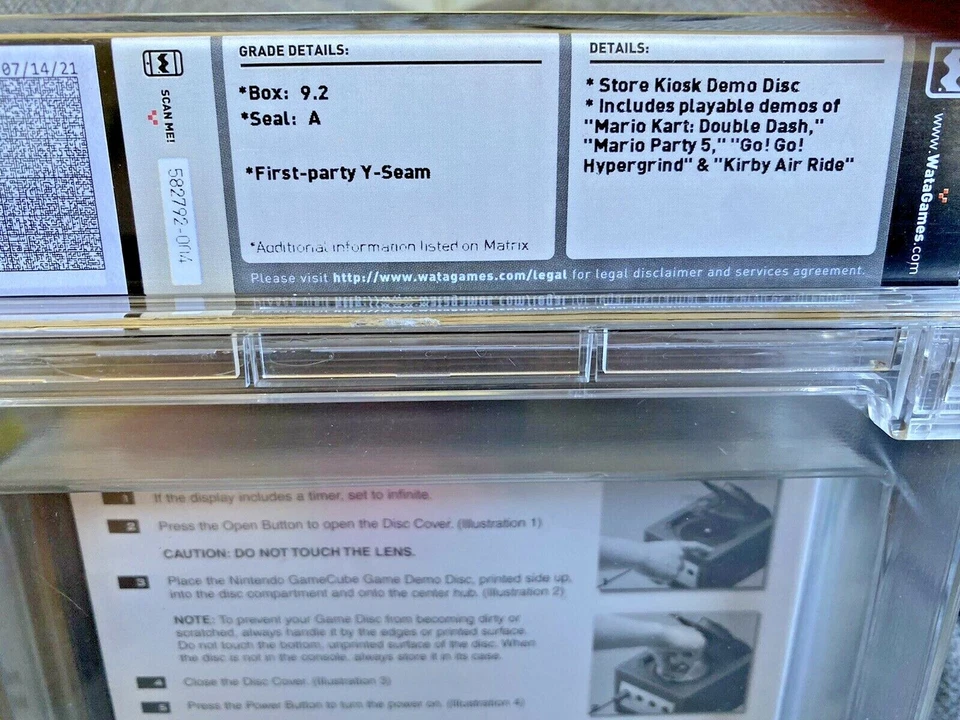 07/14/21
SCAN ME!
582792-004
GRADE DETAILS:
*Box: 9.2
*Seal: A
*First-party Y-Seam
*Additional information listed on Matrix
DETAILS:
* Store Kiosk Demo Disc
* Includes playable demos of
"Mario Kart: Double Dash,"
"Mario Party 5," "Go! Go!
Hypergrind" & "Kirby Air Ride"
Please visit http://www.watagames.com/legal for legal disclaimer and services agreement.
www.WataGames.com
1 If the display includes a timer, set to infinite.
2 Press the Open Button to open the Disc Cover. (Illustration 1)
CAUTION: DO NOT TOUCH THE LENS.
3 Place the Nintendo GameCube Game Demo Disc, printed side up,
into the disc compartment and onto the center hub. (Illustration 2)
NOTE: To prevent your Game Disc from becoming dirty or
scratched, always handle it by the edges or printed surface.
Do not touch the bottom, unprinted surface of the disc. When
the disc is not in the console, always store it in its case.
4 Close the Disc Cover. (Illustration 3)
5 Press the Power Button to turn the power on. (Illustration 4)